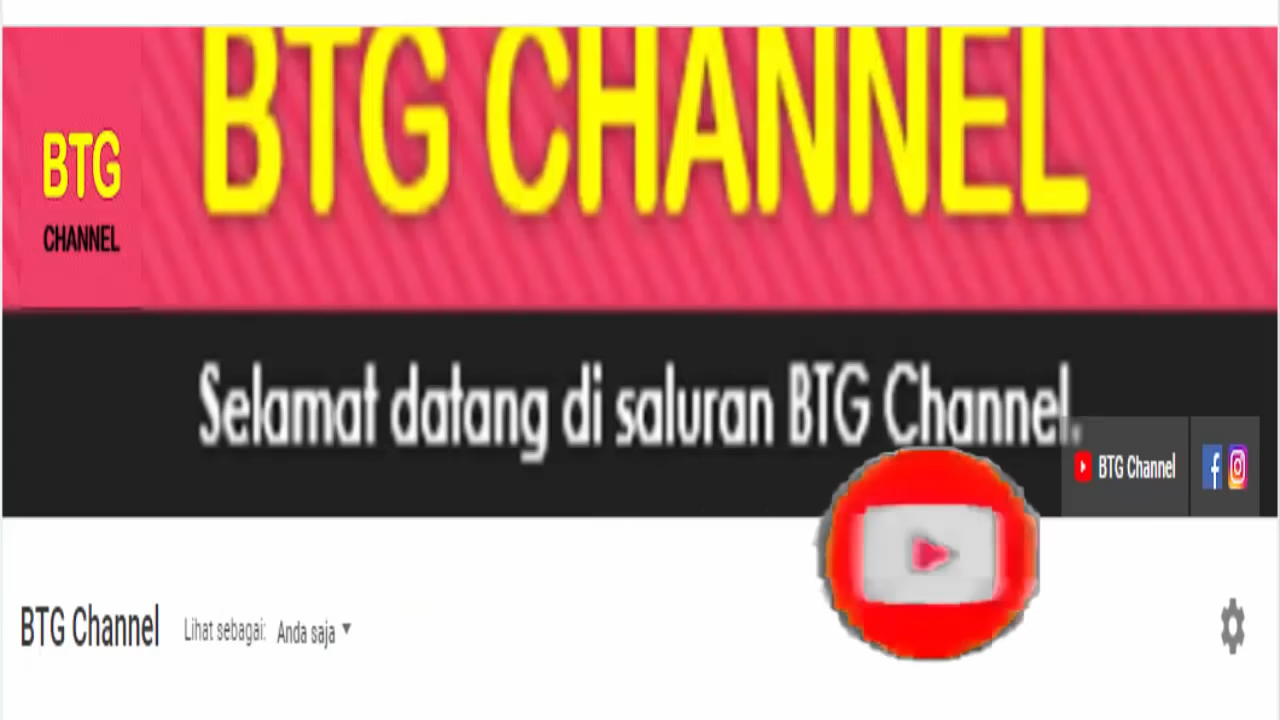 BTG CHANNEL
BTG
CHANNEL
Selamat datang di saluran BTG Channel.
BTG Channel
BTG Channel Lihat sebagai: Anda saja